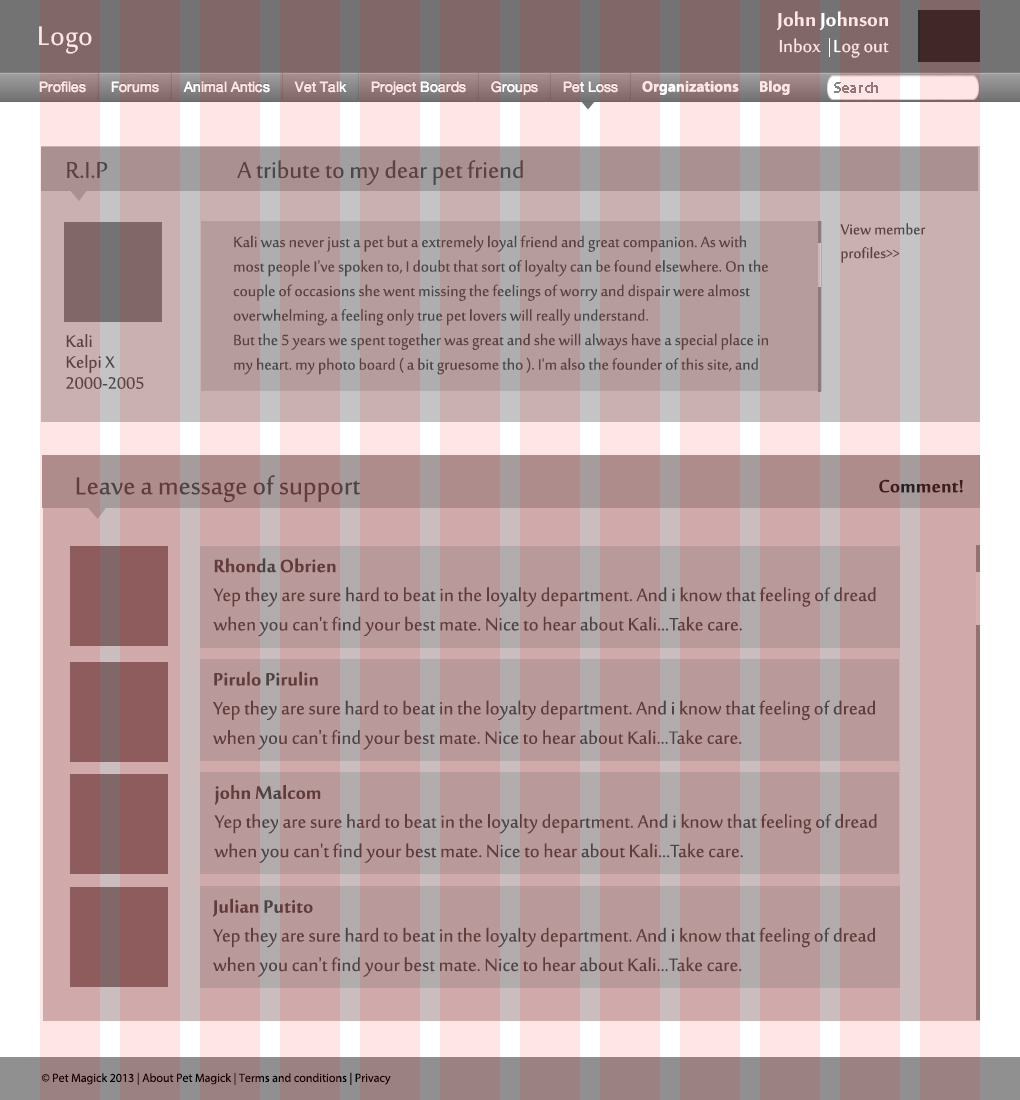 Logo
John Johnson
Inbox | Log out
Profiles Forums Animal Antics Vet Talk Project Boards Groups Pet Loss Organizations Blog Search
R.I.P A tribute to my dear pet friend
Kali was never just a pet but a extremely loyal friend and great companion. As with
most people I've spoken to, I doubt that sort of loyalty can be found elsewhere. On the
couple of occasions she went missing the feelings of worry and dispair were almost
overwhelming, a feeling only true pet lovers will really understand.
But the 5 years we spent together was great and she will always have a special place in
my heart. my photo board ( a bit gruesome tho ). I'm also the founder of this site, and
View member
profiles>>
Kali
Kelpi X
2000-2005
Leave a message of support
Comment!
Rhonda Obrien
Yep they are sure hard to beat in the loyalty department. And i know that feeling of dread
when you can't find your best mate. Nice to hear about Kali...Take care.
Pirulo Pirulin
Yep they are sure hard to beat in the loyalty department. And i know that feeling of dread
when you can't find your best mate. Nice to hear about Kali...Take care.
john Malcom
Yep they are sure hard to beat in the loyalty department. And i know that feeling of dread
when you can't find your best mate. Nice to hear about Kali...Take care.
Julian Putito
Yep they are sure hard to beat in the loyalty department. And i know that feeling of dread
when you can't find your best mate. Nice to hear about Kali...Take care.
© Pet Magick 2013 | About Pet Magick | Terms and conditions | Privacy